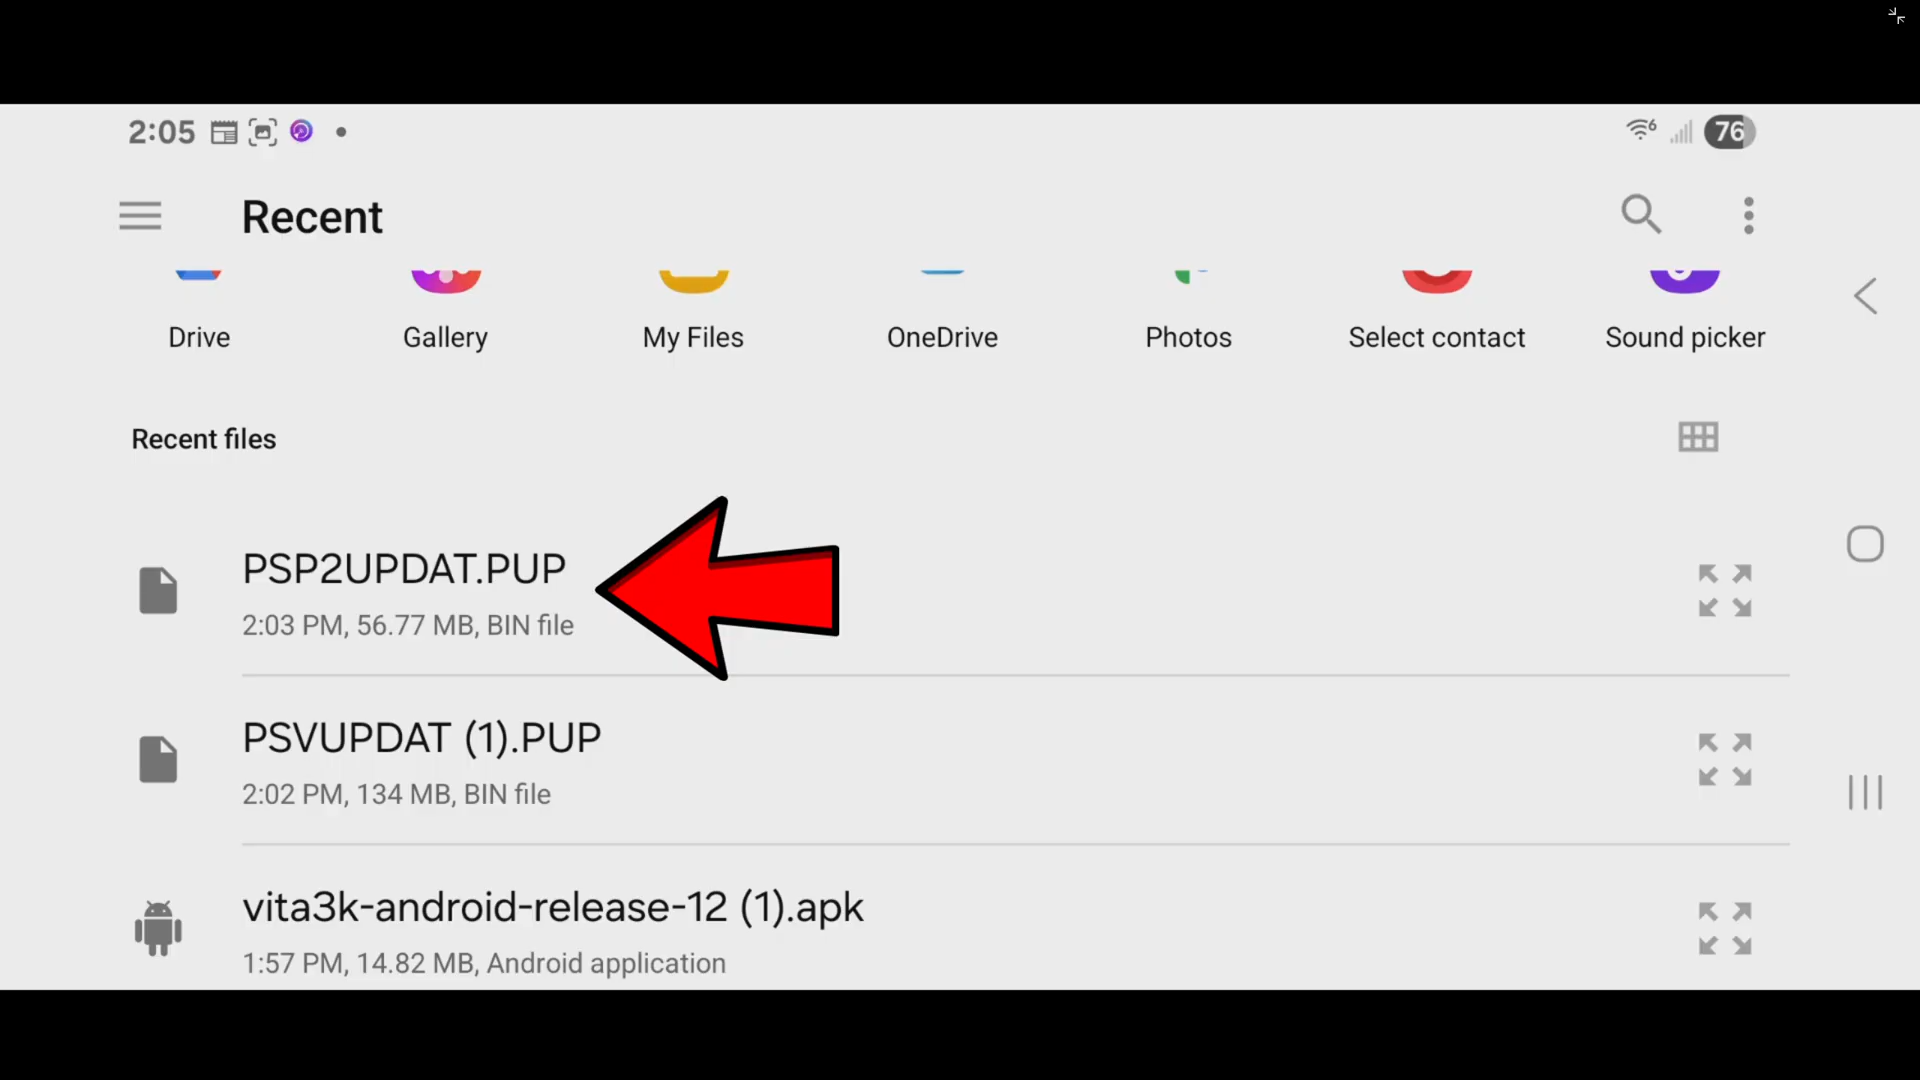 2:05
6
76
Recent
Drive
Gallery
My Files
OneDrive
Photos
Select contact
Sound picker
Recent files
PSP2UPDAT.PUP
2:03 PM, 56.77 MB, BIN file
PSVUPDAT (1).PUP
2:02 PM, 134 MB, BIN file
vita3k-android-release-12 (1).apk
1:57 PM, 14.82 MB, Android application